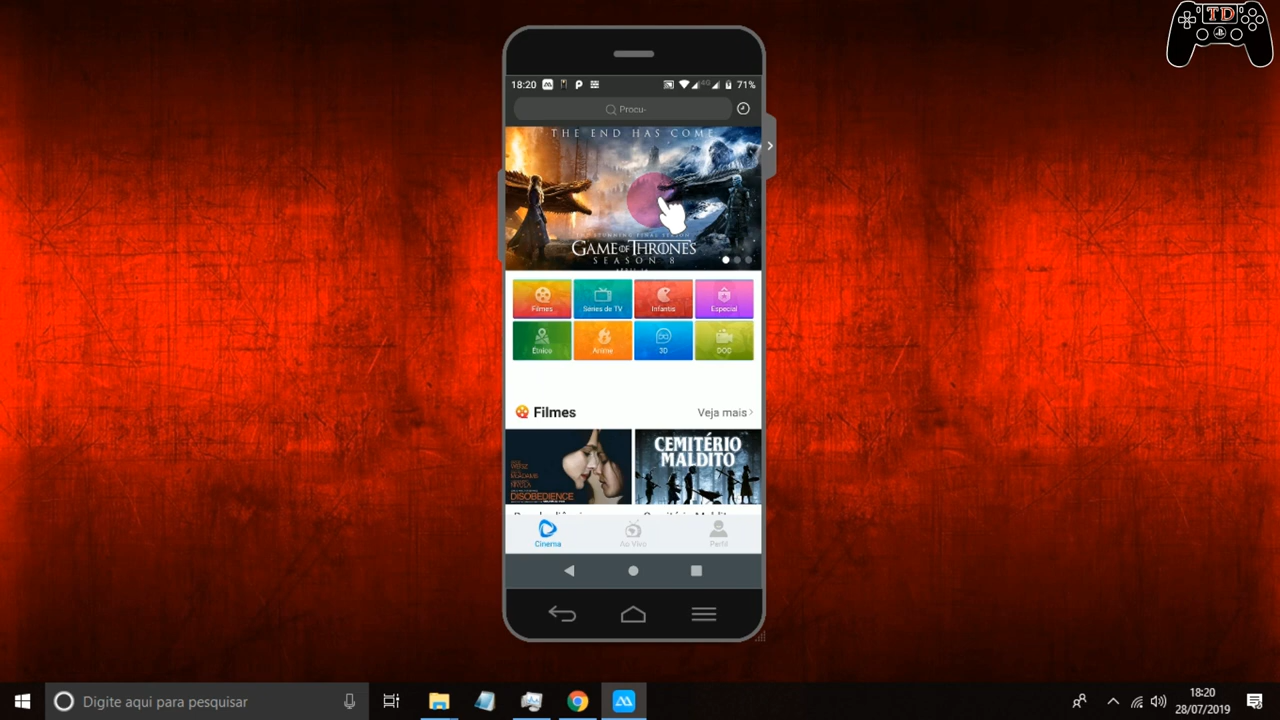 TD
18:20
4G
71%
Procu-
THE END HAS COME
GAME OF THRONES
SEASON 8
Filmes
Séries de TV
Infantis
Especial
Étnico
Anime
3D
DOC
Filmes
Veja mais
DISOBEDIENCE
CEMITÉRIO
MALDITO
Cinema
Ao Vivo
Perfil
Digite aqui para pesquisar
18:20
28/07/2019